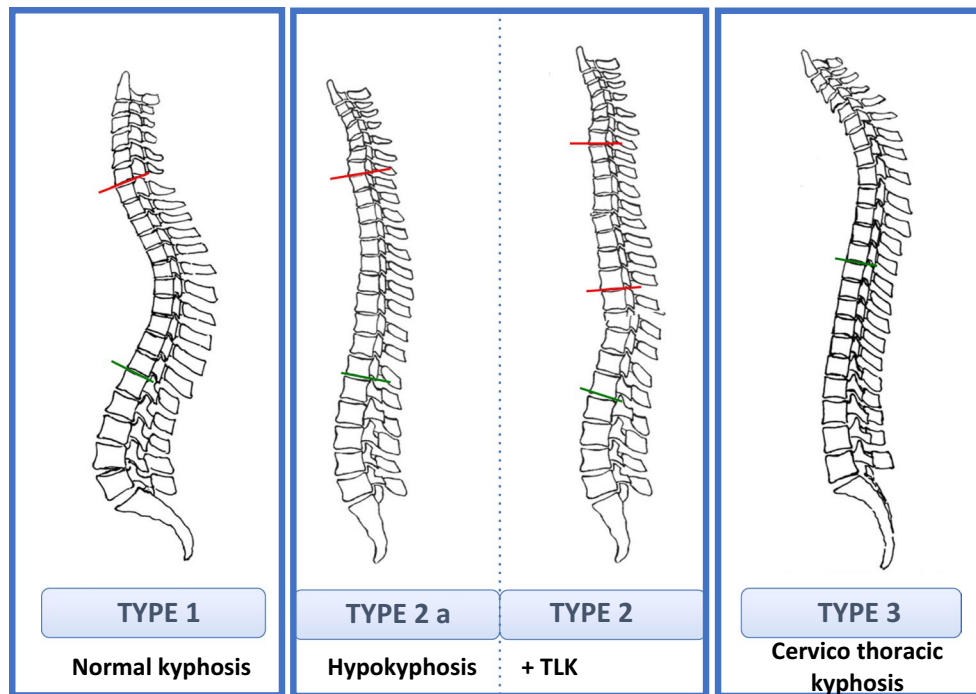 TYPE 1
Normal kyphosis
TYPE 2 a
TYPE 2
Hypokyphosis
+ TLK
TYPE 3
Cervico thoracic
kyphosis